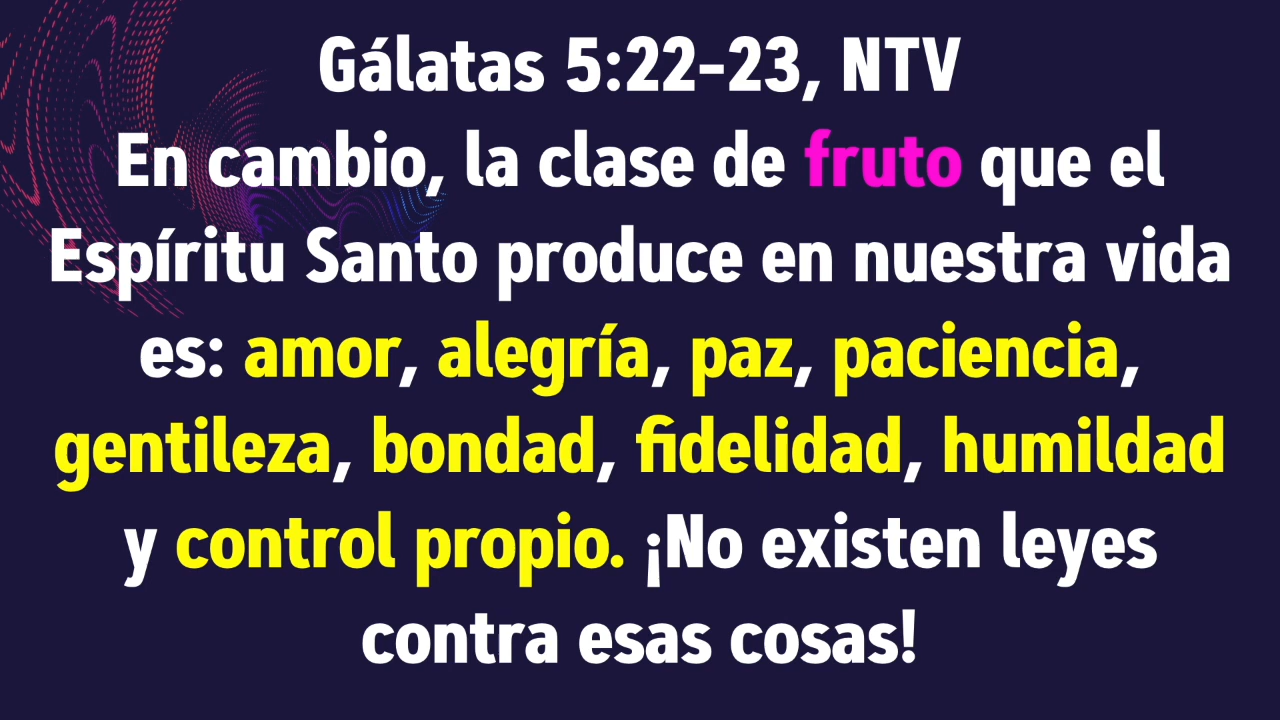 Gálatas 5:22-23, NTV
En cambio, la clase de fruto que el
Espíritu Santo produce en nuestra vida
es: amor, alegría, paz, paciencia,
gentileza, bondad, fidelidad, humildad
y control propio. ¡No existen leyes
contra esas cosas!